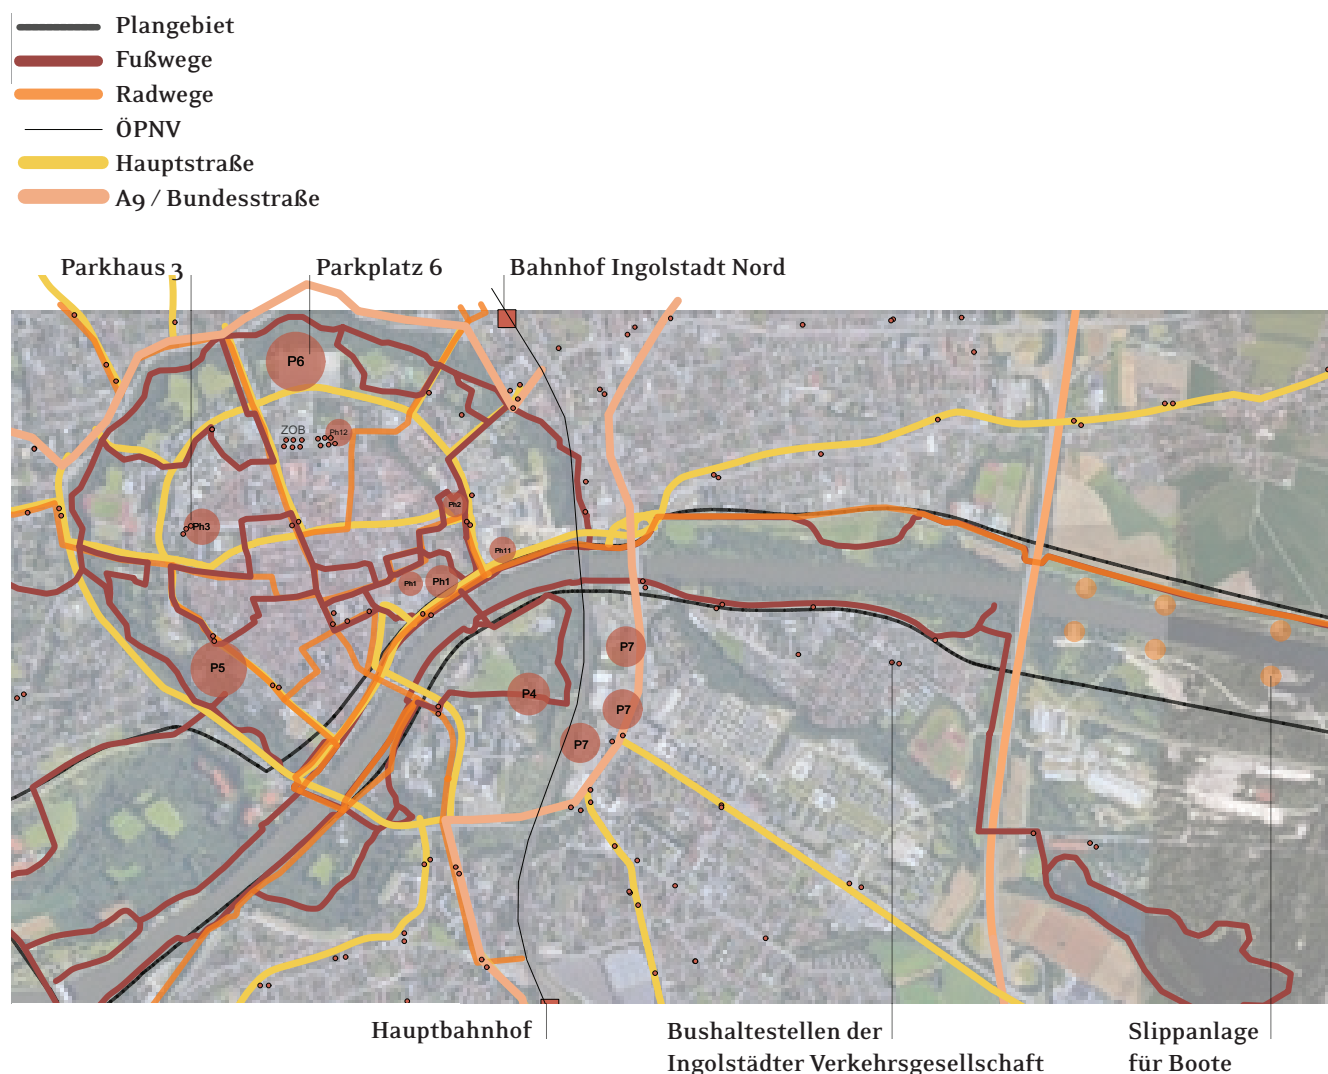 Plangebiet
Fußwege
Radwege
ÖPNV
Hauptstraße
A9 / Bundesstraße
Parkhaus 3
Parkplatz 6
Bahnhof Ingolstadt Nord
P6
ZOB
Ph12
Ph2
Ph3
Ph11
Ph1
Ph1
P7
P5
P4
P7
P7
Hauptbahnhof
Bushaltestellen der
Ingolstädter Verkehrsgesellschaft
Slippanlage
für Boote